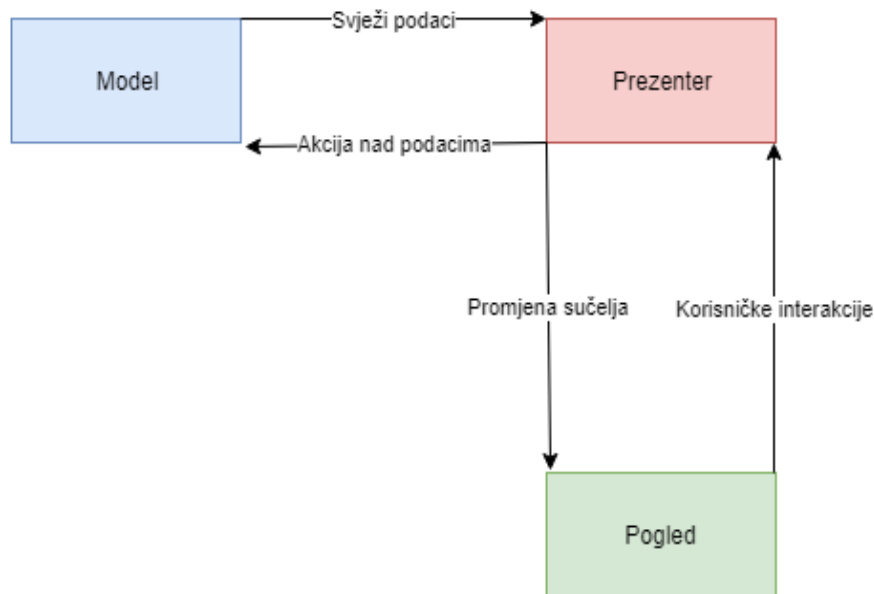 Svježi podaci
Model
Prezenter
Akcija nad podacima
Promjena sučelja
Korisničke interakcije
Pogled